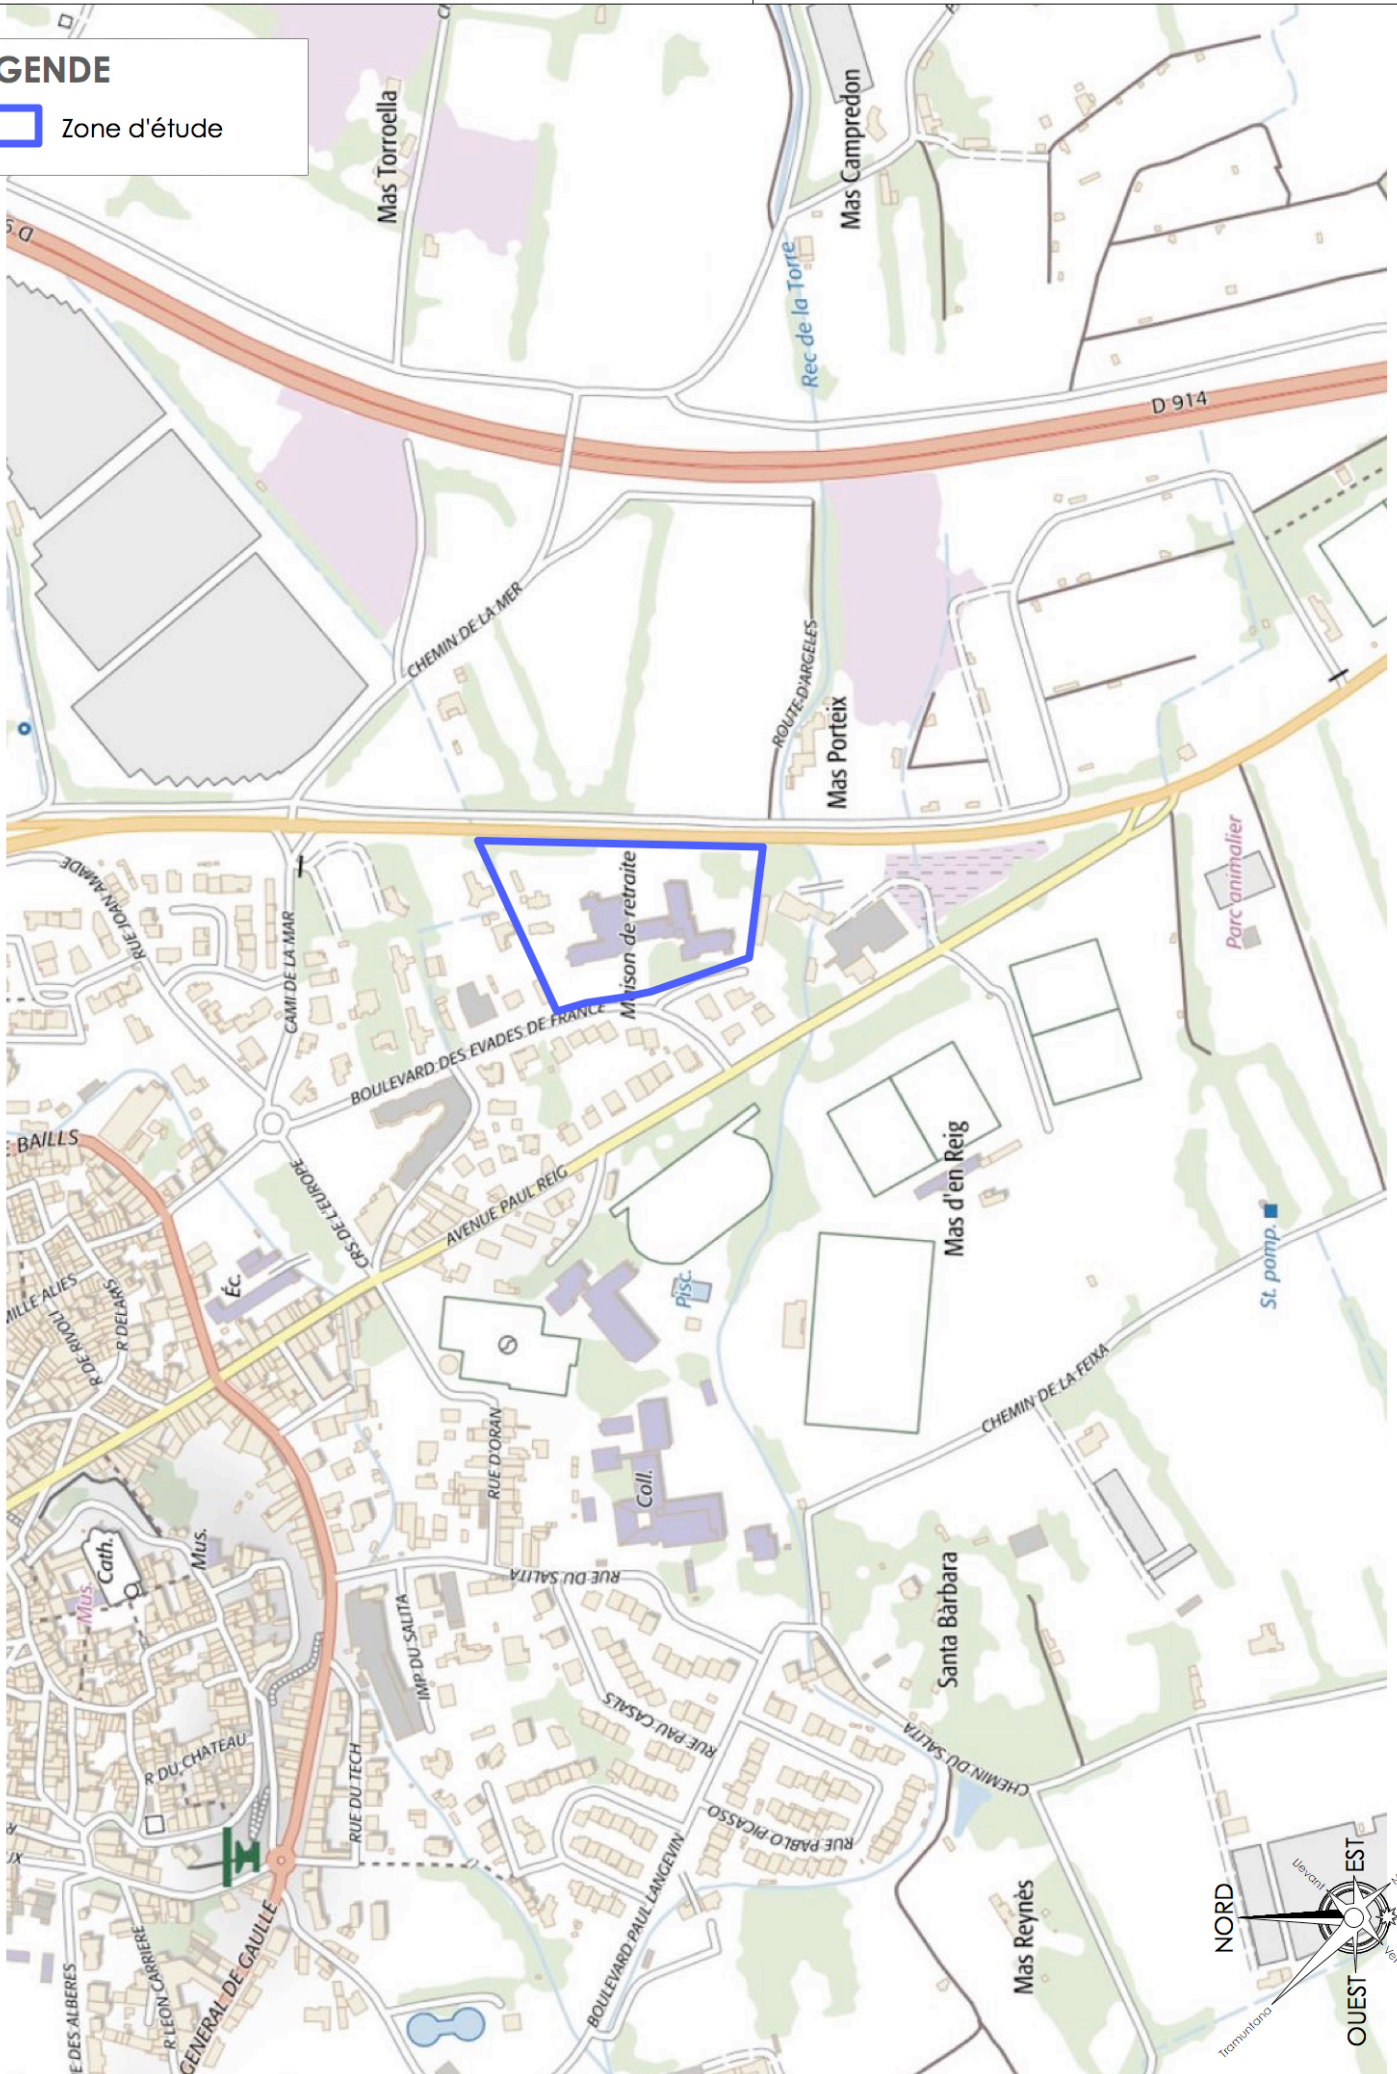 GENDE
Zone d'étude
Mas Torroella
Mas Campredon
Rec de la Torre
D 914
CHEMIN DE LA MER
ROUTE D'ARGELES
Mas Porteix
RUE JOAN AMADE
CAMI DE LA MAR
Maison de retraite
Parc animalier
BOULEVARD DES EVADES DE FRANCE
BAILLS
CRS DE L'EUROPE
AVENUE PAUL REIG
Mas d'en Reig
Éc.
Pisc.
St. pomp.
MILLE ALIES
R DE RIVOLI
R DELARIS
CHEMIN DE LA FEIXA
RUE D'ORAN
Coll.
Cath.
Mus.
Mus.
RUE DU SALITA
IMP DU SALITA
Santa Bàrbara
RUE PAU CASALS
R DU CHATEAU
RUE DU TECH
CHEMIN DU SALITA
RUE PABLO PICASSO
BOULEVARD PAUL LANGEVIN
Mas Reynès
R LEON CARRIERE
GENERAL DE GAULLE
E DES ALBERES
NORD
EST
OUEST
Llevant
Tramuntana